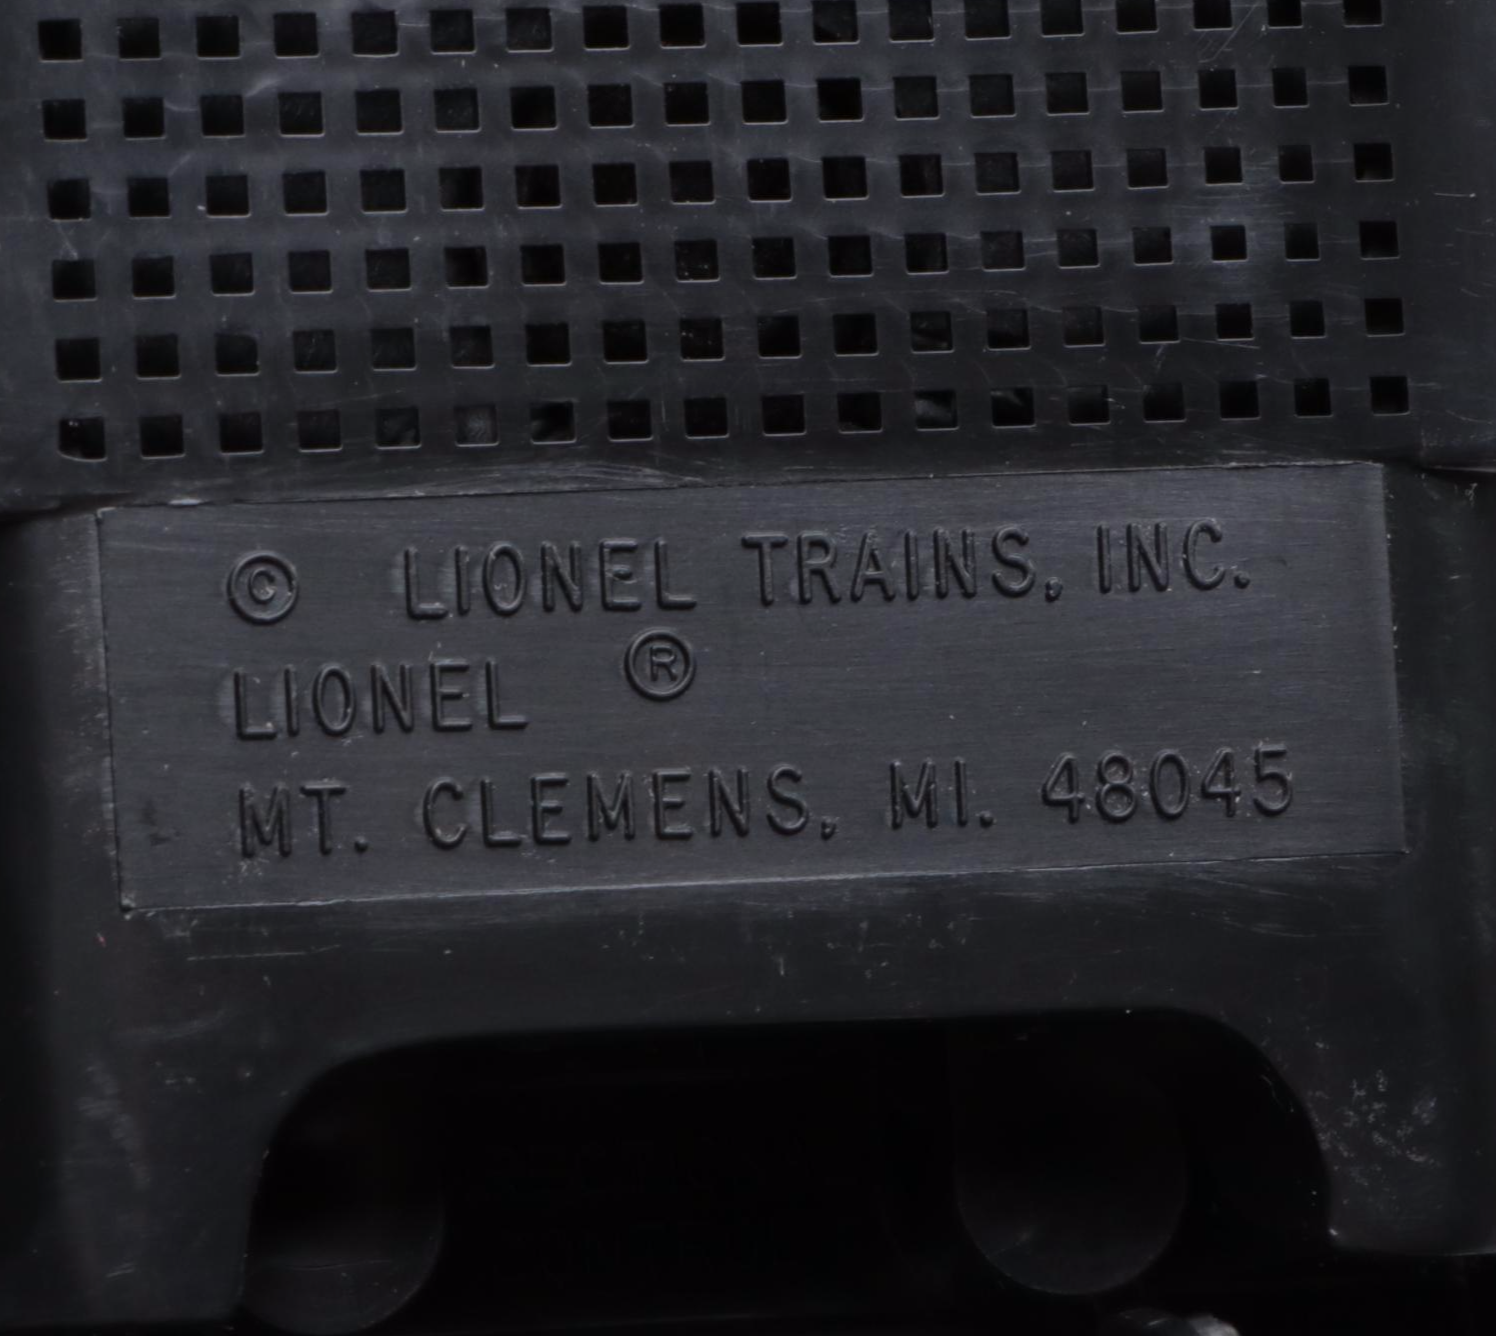 © LIONEL TRAINS, INC.
LIONEL ®
MT. CLEMENS, MI. 48045